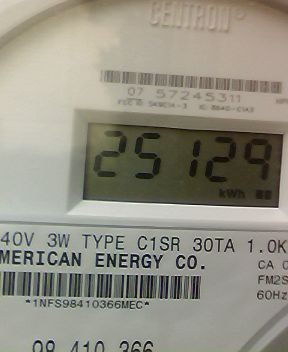 CENTRON®
07 57245311
25129
kWh
40V 3W TYPE C1SR 30TA 1.0K
MERICAN ENERGY CO.
CA 0
FM2S
60Hz
*1NFS98410366MEC*
98 410 366